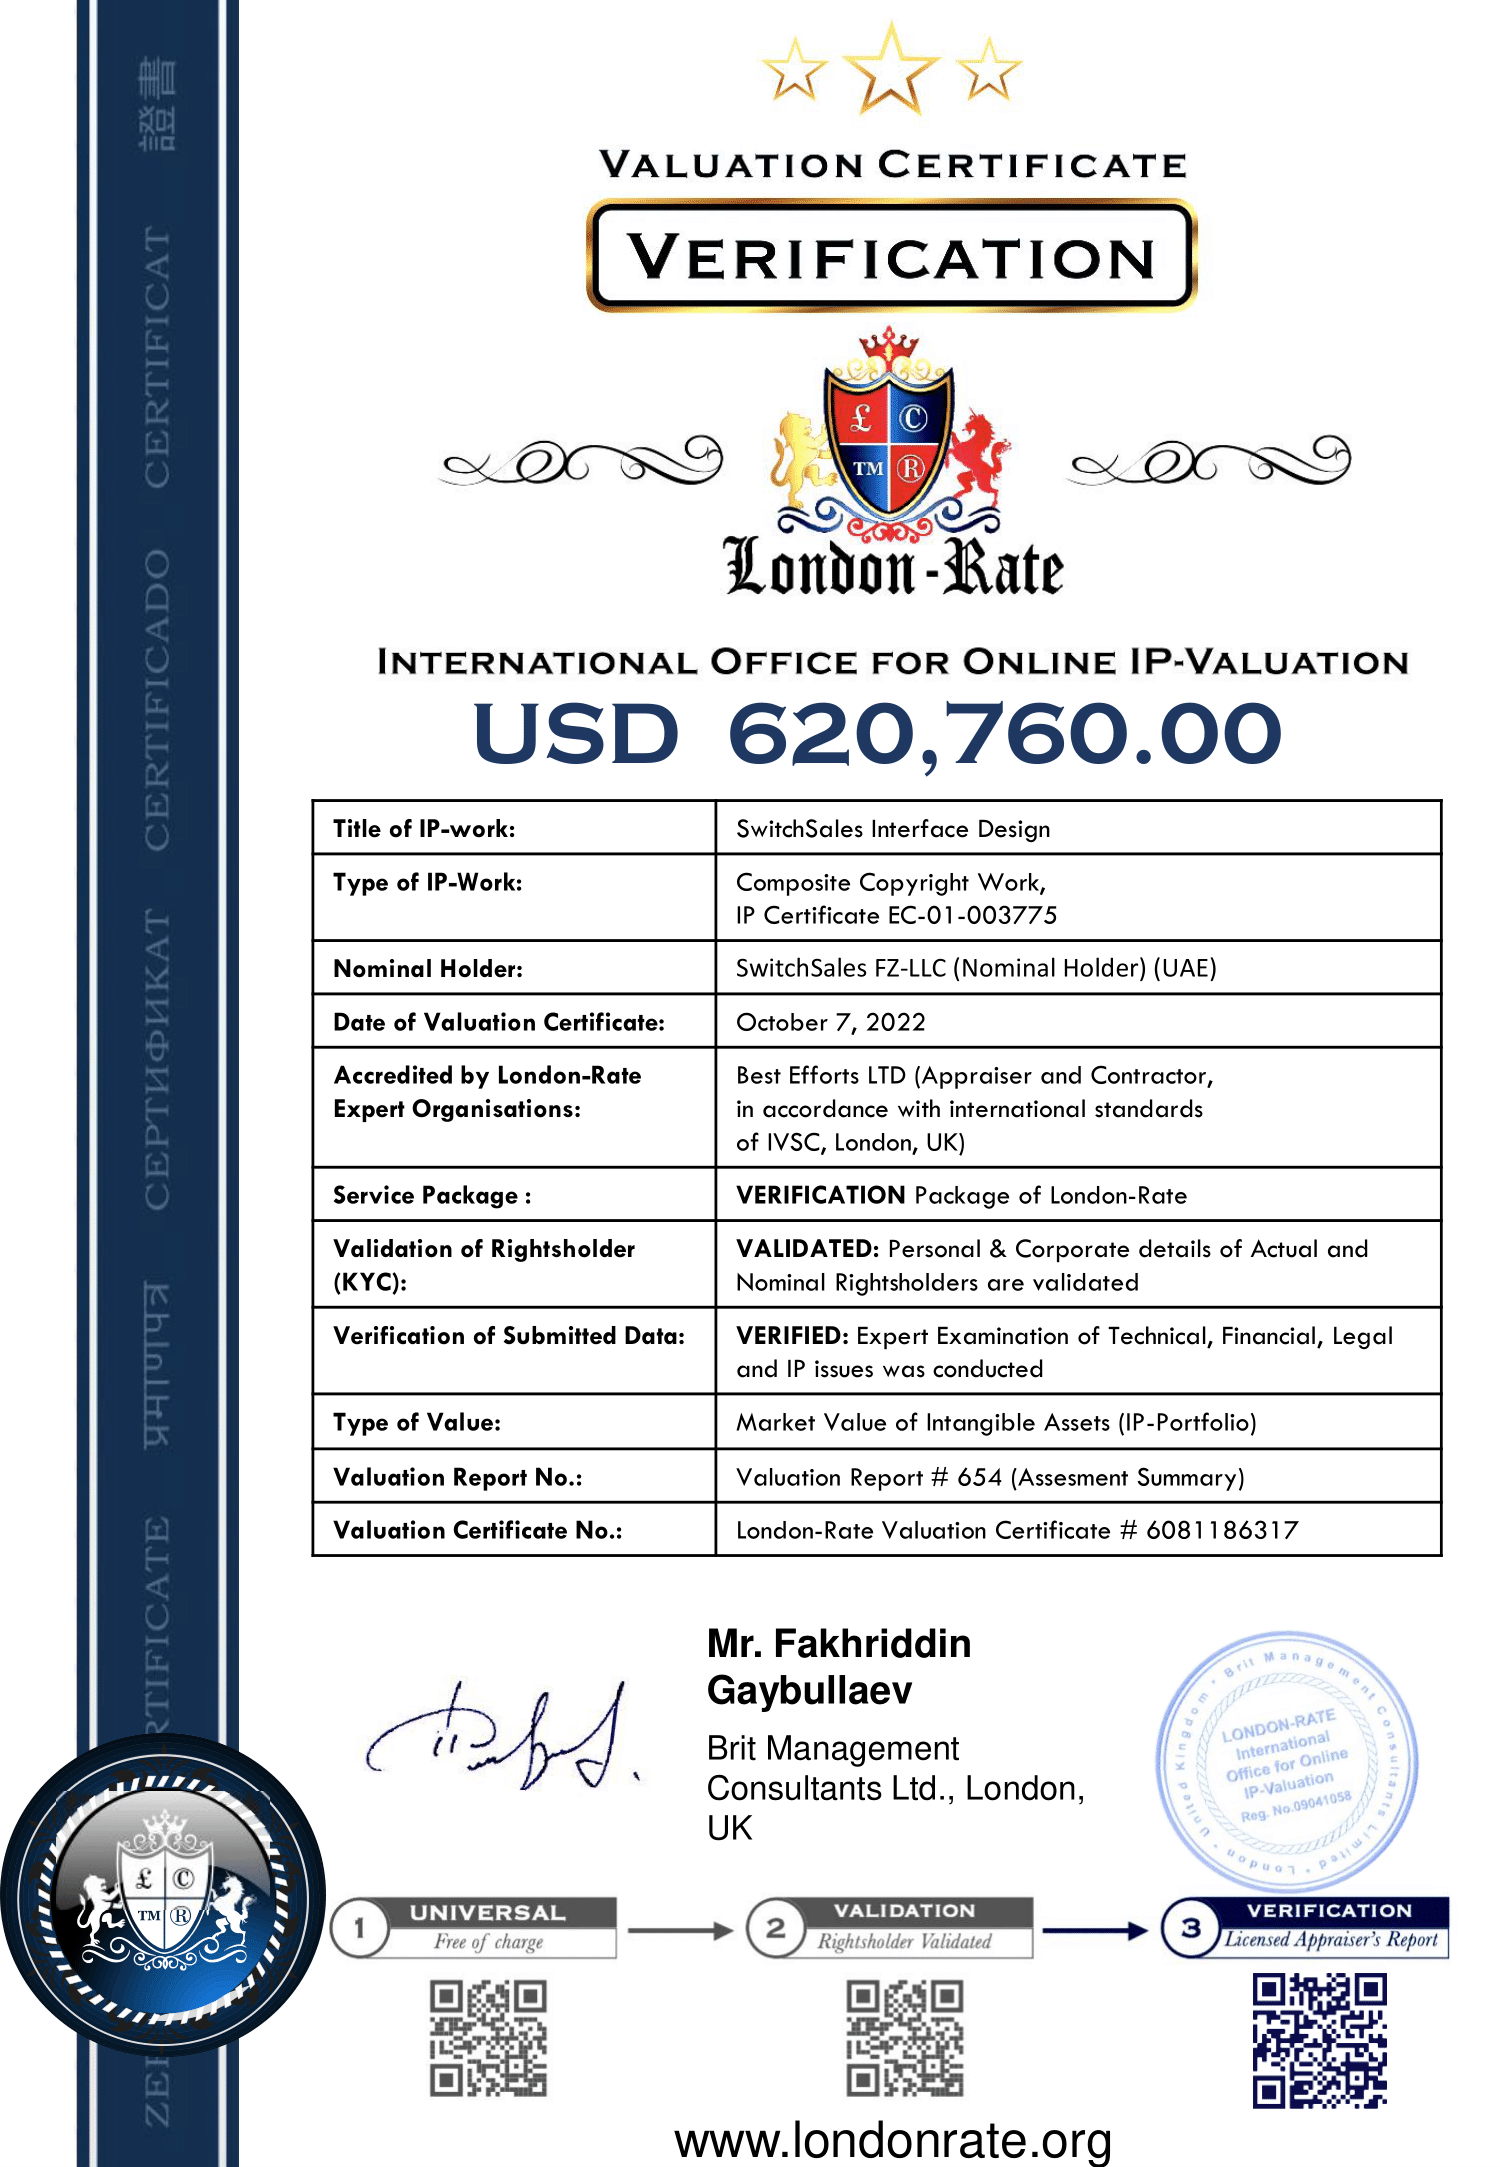 VALUATION CERTIFICATE
VERIFICATION
£ ©
TM ®
London-Rate
INTERNATIONAL OFFICE FOR ONLINE IP-VALUATION
USD 620,760.00
Title of IP-work: SwitchSales Interface Design
Type of IP-Work: Composite Copyright Work,
IP Certificate EC-01-003775
Nominal Holder: SwitchSales FZ-LLC (Nominal Holder) (UAE)
Date of Valuation Certificate: October 7, 2022
Accredited by London-Rate
Expert Organisations:
Best Efforts LTD (Appraiser and Contractor,
in accordance with international standards
of IVSC, London, UK)
Service Package : VERIFICATION Package of London-Rate
Validation of Rightsholder
(KYC):
VALIDATED: Personal & Corporate details of Actual and
Nominal Rightsholders are validated
Verification of Submitted Data: VERIFIED: Expert Examination of Technical, Financial, Legal
and IP issues was conducted
Type of Value: Market Value of Intangible Assets (IP-Portfolio)
Valuation Report No.: Valuation Report # 654 (Assesment Summary)
Valuation Certificate No.: London-Rate Valuation Certificate # 6081186317
Mr. Fakhriddin
Gaybullaev
Brit Management
Consultants Ltd., London,
UK
Brit Management Consultants Limited • London • United Kingdom •
LONDON-RATE
International
Office for Online
IP-Valuation
Reg. No.09041058
£ ©
TM ®
1 UNIVERSAL
Free of charge
2 VALIDATION
Rightsholder Validated
3 VERIFICATION
Licensed Appraiser's Report
www.londonrate.org
ZER RTIFICATE प्रमाणपत्र СЕРТИФИКАТ CERTIFICADO CERTIFICAT 證書